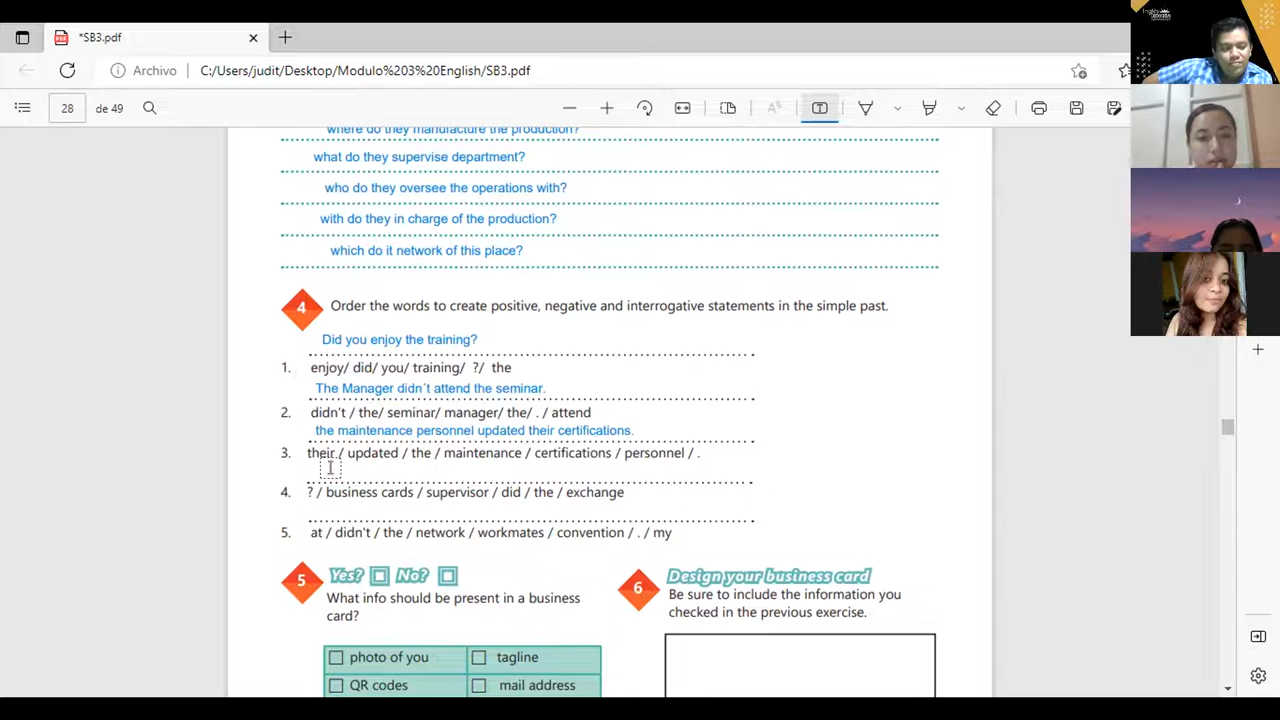 *SB3.pdf
Archivo
C:/Users/judit/Desktop/Modulo%203%20English/SB3.pdf
28 de 49
where do they manufacture the production?
what do they supervise department?
who do they oversee the operations with?
with do they in charge of the production?
which do it network of this place?
4 Order the words to create positive, negative and interrogative statements in the simple past.
Did you enjoy the training?
1. enjoy/ did/ you/ training/ ?/ the
The Manager didn´t attend the seminar.
2. didn't / the/ seminar/ manager/ the/ . / attend
the maintenance personnel updated their certifications.
3. their / updated / the / maintenance / certifications / personnel / .
4. ? / business cards / supervisor / did / the / exchange
5. at / didn't / the / network / workmates / convention / . / my
5 Yes? No?
What info should be present in a business
card?
photo of you
tagline
QR codes
mail address
6 Design your business card
Be sure to include the information you
checked in the previous exercise.